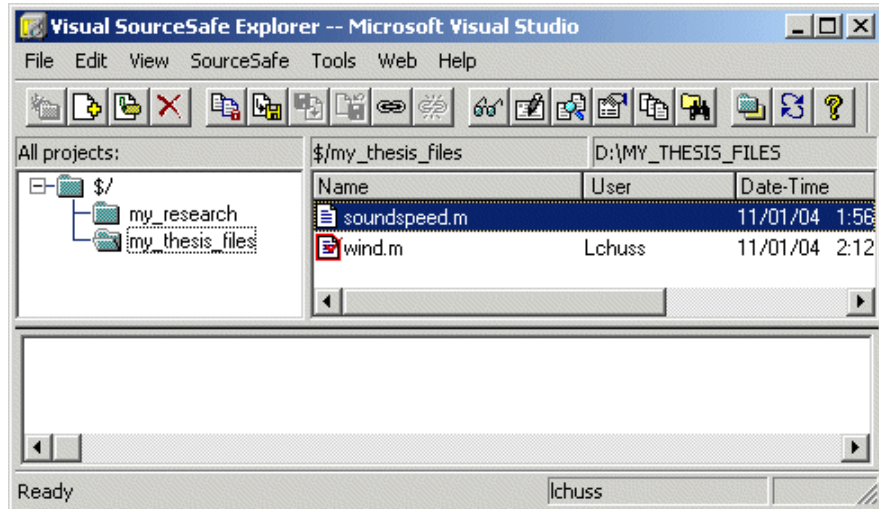 Visual SourceSafe Explorer -- Microsoft Visual Studio
File Edit View SourceSafe Tools Web Help
All projects: $/my_thesis_files D:\MY_THESIS_FILES
$/ Name User Date-Time
my_research soundspeed.m 11/01/04 1:56
my_thesis_files wind.m Lchuss 11/01/04 2:12
Ready lchuss